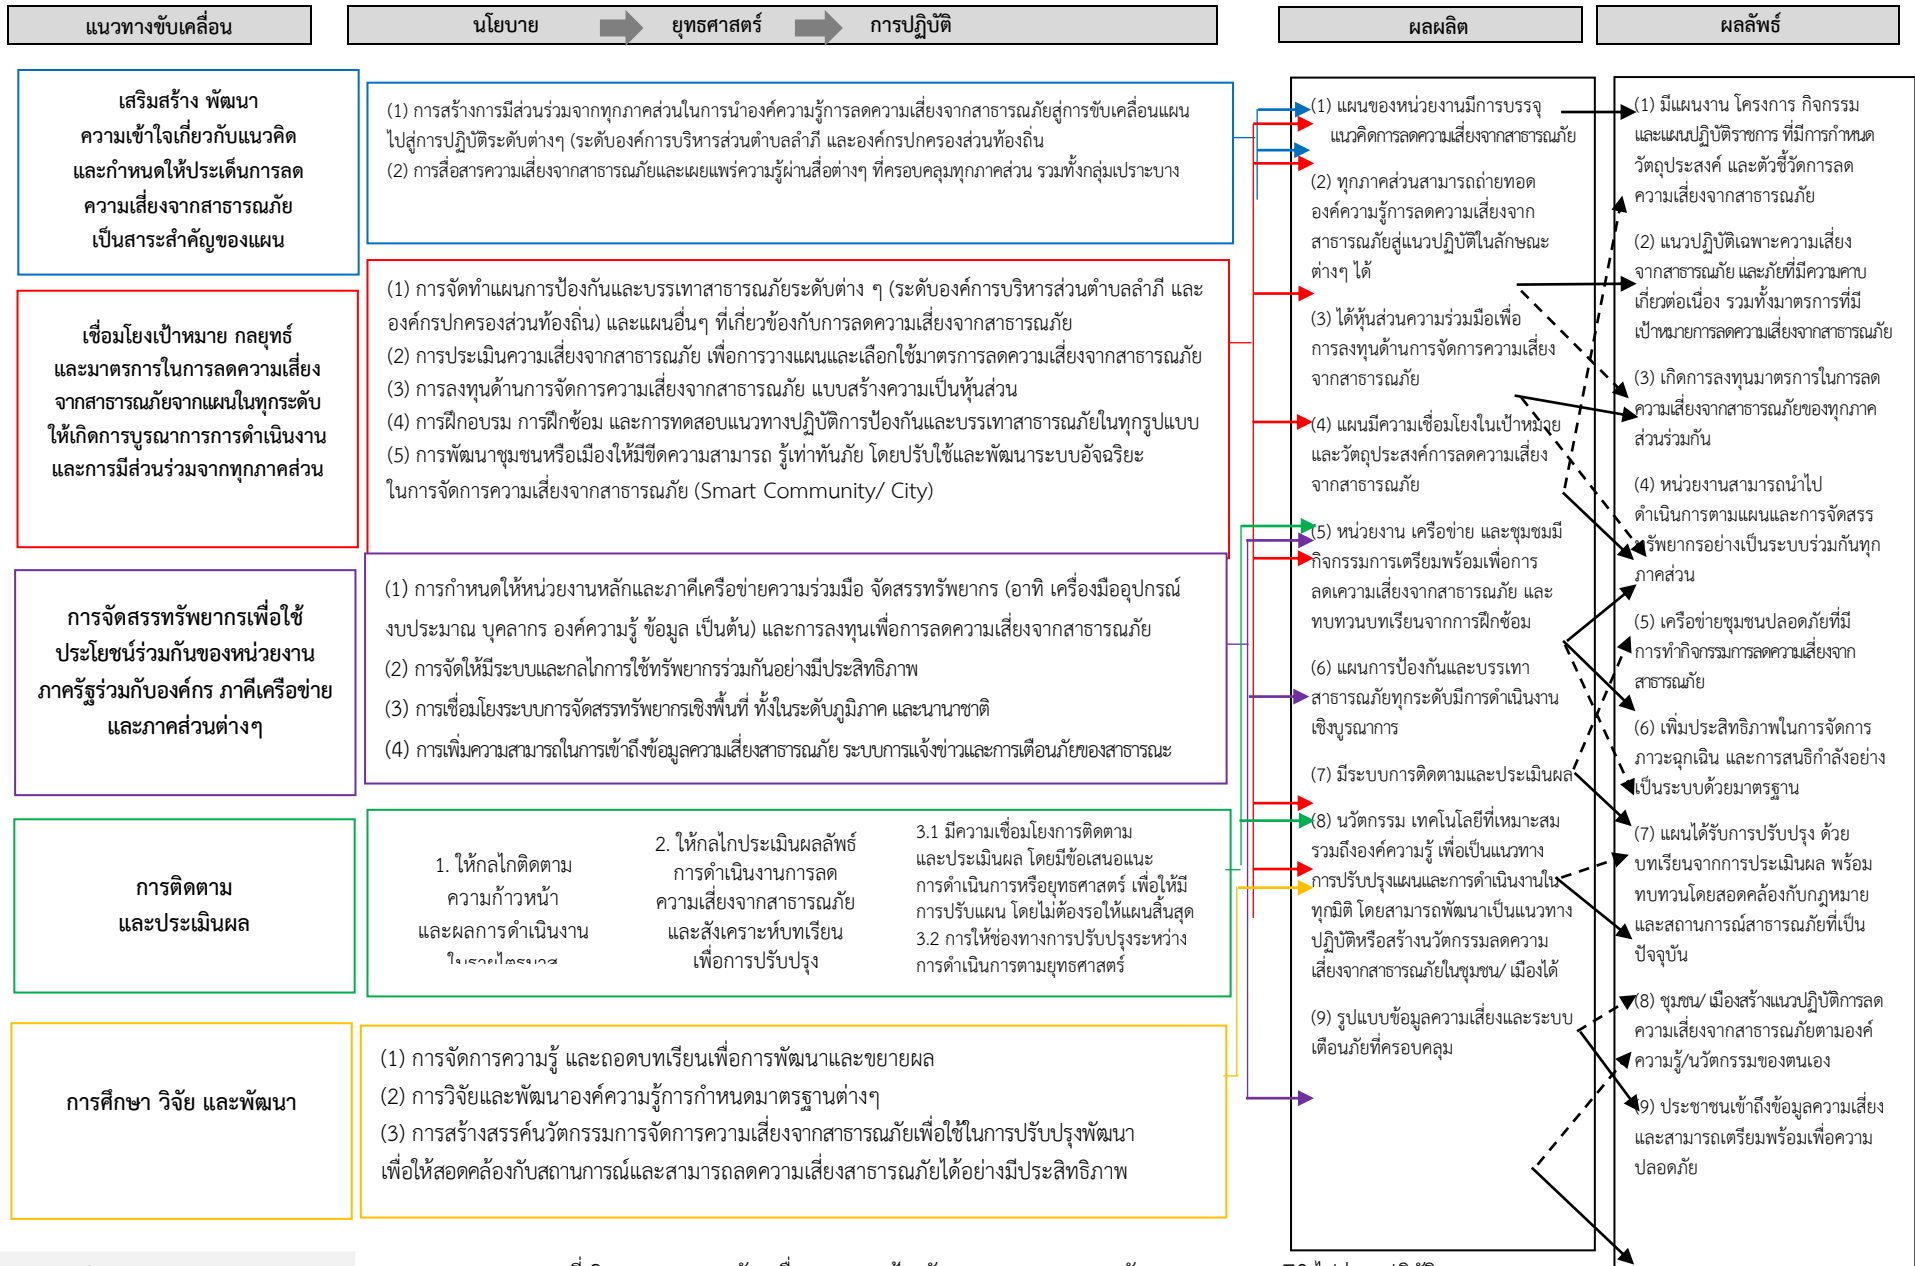 แนวทางขับเคลื่อน
นโยบาย ยุทธศาสตร์ การปฏิบัติ
ผลผลิต
ผลลัพธ์
เสริมสร้าง พัฒนา
ความเข้าใจเกี่ยวกับแนวคิด
และกำหนดให้ประเด็นการลด
ความเสี่ยงจากสาธารณภัย
เป็นสาระสำคัญของแผน
(1) การสร้างการมีส่วนร่วมจากทุกภาคส่วนในการนำองค์ความรู้การลดความเสี่ยงจากสาธารณภัยสู่การขับเคลื่อนแผน
ไปสู่การปฏิบัติระดับต่างๆ (ระดับองค์การบริหารส่วนตำบลลำภี และองค์กรปกครองส่วนท้องถิ่น
(2) การสื่อสารความเสี่ยงจากสาธารณภัยและเผยแพร่ความรู้ผ่านสื่อต่างๆ ที่ครอบคลุมทุกภาคส่วน รวมทั้งกลุ่มเปราะบาง
เชื่อมโยงเป้าหมาย กลยุทธ์
และมาตรการในการลดความเสี่ยง
จากสาธารณภัยจากแผนในทุกระดับ
ให้เกิดการบูรณาการการดำเนินงาน
และการมีส่วนร่วมจากทุกภาคส่วน
(1) การจัดทำแผนการป้องกันและบรรเทาสาธารณภัยระดับต่าง ๆ (ระดับองค์การบริหารส่วนตำบลลำภี และ
องค์กรปกครองส่วนท้องถิ่น) และแผนอื่นๆ ที่เกี่ยวข้องกับการลดความเสี่ยงจากสาธารณภัย
(2) การประเมินความเสี่ยงจากสาธารณภัย เพื่อการวางแผนและเลือกใช้มาตรการลดความเสี่ยงจากสาธารณภัย
(3) การลงทุนด้านการจัดการความเสี่ยงจากสาธารณภัย แบบสร้างความเป็นหุ้นส่วน
(4) การฝึกอบรม การฝึกซ้อม และการทดสอบแนวทางปฏิบัติการป้องกันและบรรเทาสาธารณภัยในทุกรูปแบบ
(5) การพัฒนาชุมชนหรือเมืองให้มีขีดความสามารถ รู้เท่าทันภัย โดยปรับใช้และพัฒนาระบบอัจฉริยะ
ในการจัดการความเสี่ยงจากสาธารณภัย (Smart Community/ City)
การจัดสรรทรัพยากรเพื่อใช้
ประโยชน์ร่วมกันของหน่วยงาน
ภาครัฐร่วมกับองค์กร ภาคีเครือข่าย
และภาคส่วนต่างๆ
(1) การกำหนดให้หน่วยงานหลักและภาคีเครือข่ายความร่วมมือ จัดสรรทรัพยากร (อาทิ เครื่องมืออุปกรณ์
งบประมาณ บุคลากร องค์ความรู้ ข้อมูล เป็นต้น) และการลงทุนเพื่อการลดความเสี่ยงจากสาธารณภัย
(2) การจัดให้มีระบบและกลไกการใช้ทรัพยากรร่วมกันอย่างมีประสิทธิภาพ
(3) การเชื่อมโยงระบบการจัดสรรทรัพยากรเชิงพื้นที่ ทั้งในระดับภูมิภาค และนานาชาติ
(4) การเพิ่มความสามารถในการเข้าถึงข้อมูลความเสี่ยงสาธารณภัย ระบบการแจ้งข่าวและการเตือนภัยของสาธารณะ
การติดตาม
และประเมินผล
1. ให้กลไกติดตาม
ความก้าวหน้า
และผลการดำเนินงาน
ในรายไตรมาส
2. ให้กลไกประเมินผลลัพธ์
การดำเนินงานการลด
ความเสี่ยงจากสาธารณภัย
และสังเคราะห์บทเรียน
เพื่อการปรับปรุง
3.1 มีความเชื่อมโยงการติดตาม
และประเมินผล โดยมีข้อเสนอแนะ
การดำเนินการหรือยุทธศาสตร์ เพื่อให้มี
การปรับแผน โดยไม่ต้องรอให้แผนสิ้นสุด
3.2 การให้ช่องทางการปรับปรุงระหว่าง
การดำเนินการตามยุทธศาสตร์
การศึกษา วิจัย และพัฒนา
(1) การจัดการความรู้ และถอดบทเรียนเพื่อการพัฒนาและขยายผล
(2) การวิจัยและพัฒนาองค์ความรู้การกำหนดมาตรฐานต่างๆ
(3) การสร้างสรรค์นวัตกรรมการจัดการความเสี่ยงจากสาธารณภัยเพื่อใช้ในการปรับปรุงพัฒนา
เพื่อให้สอดคล้องกับสถานการณ์และสามารถลดความเสี่ยงสาธารณภัยได้อย่างมีประสิทธิภาพ
(1) แผนของหน่วยงานมีการบรรจุ
แนวคิดการลดความเสี่ยงจากสาธารณภัย
(2) ทุกภาคส่วนสามารถถ่ายทอด
องค์ความรู้การลดความเสี่ยงจาก
สาธารณภัยสู่แนวปฏิบัติในลักษณะ
ต่างๆ ได้
(3) ได้หุ้นส่วนความร่วมมือเพื่อ
การลงทุนด้านการจัดการความเสี่ยง
จากสาธารณภัย
(4) แผนมีความเชื่อมโยงในเป้าหมาย
และวัตถุประสงค์การลดความเสี่ยง
จากสาธารณภัย
(5) หน่วยงาน เครือข่าย และชุมชมมี
กิจกรรมการเตรียมพร้อมเพื่อการ
ลดเความเสี่ยงจากสาธารณภัย และ
ทบทวนบทเรียนจากการฝึกซ้อม
(6) แผนการป้องกันและบรรเทา
สาธารณภัยทุกระดับมีการดำเนินงาน
เชิงบูรณาการ
(7) มีระบบการติดตามและประเมินผล
(8) นวัตกรรม เทคโนโลยีที่เหมาะสม
รวมถึงองค์ความรู้ เพื่อเป็นแนวทาง
การปรับปรุงแผนและการดำเนินงานใน
ทุกมิติ โดยสามารถพัฒนาเป็นแนวทาง
ปฏิบัติหรือสร้างนวัตกรรมลดความ
เสี่ยงจากสาธารณภัยในชุมชน/ เมืองได้
(9) รูปแบบข้อมูลความเสี่ยงและระบบ
เตือนภัยที่ครอบคลุม
(1) มีแผนงาน โครงการ กิจกรรม
และแผนปฏิบัติราชการ ที่มีการกำหนด
วัตถุประสงค์ และตัวชี้วัดการลด
ความเสี่ยงจากสาธารณภัย
(2) แนวปฏิบัติเฉพาะความเสี่ยง
จากสาธารณภัย และภัยที่มีความคาบ
เกี่ยวต่อเนื่อง รวมทั้งมาตรการที่มี
เป้าหมายการลดความเสี่ยงจากสาธารณภัย
(3) เกิดการลงทุนมาตรการในการลด
ความเสี่ยงจากสาธารณภัยของทุกภาค
ส่วนร่วมกัน
(4) หน่วยงานสามารถนำไป
ดำเนินการตามแผนและการจัดสรร
ทรัพยากรอย่างเป็นระบบร่วมกันทุก
ภาคส่วน
(5) เครือข่ายชุมชนปลอดภัยที่มี
การทำกิจกรรมการลดความเสี่ยงจาก
สาธารณภัย
(6) เพิ่มประสิทธิภาพในการจัดการ
ภาวะฉุกเฉิน และการสนธิกำลังอย่าง
เป็นระบบด้วยมาตรฐาน
(7) แผนได้รับการปรับปรุง ด้วย
บทเรียนจากการประเมินผล พร้อม
ทบทวนโดยสอดคล้องกับกฎหมาย
และสถานการณ์สาธารณภัยที่เป็น
ปัจจุบัน
(8) ชุมชน/ เมืองสร้างแนวปฏิบัติการลด
ความเสี่ยงจากสาธารณภัยตามองค์
ความรู้/นวัตกรรมของตนเอง
(9) ประชาชนเข้าถึงข้อมูลความเสี่ยง
และสามารถเตรียมพร้อมเพื่อความ
ปลอดภัย